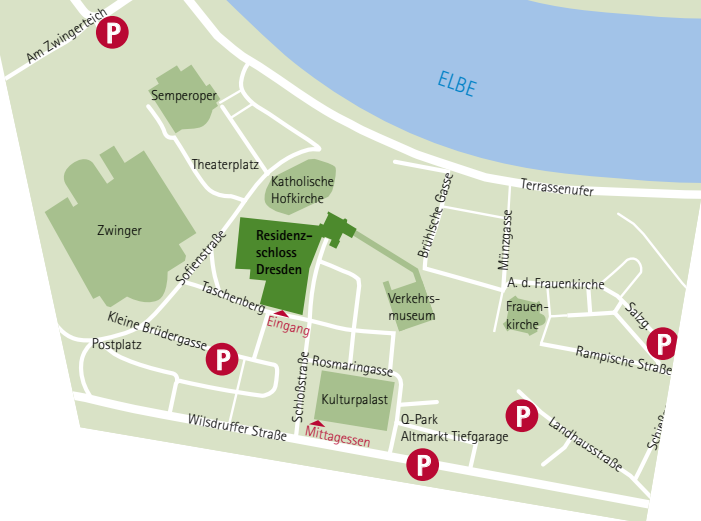 Am Zwingerteich
P
ELBE
Semperoper
Theaterplatz
Katholische
Hofkirche
Terrassenufer
Brühlsche Gasse
Münzgasse
Zwinger
Residenz–
schloss
Dresden
Sofienstraße
A. d. Frauenkirche
Taschenberg
Eingang
Verkehrs-
museum
Frauen-
kirche
Salzg.
P
Kleine Brüdergasse
Postplatz
P
Rampische Straße
Schloßstraße
Rosmaringasse
Kulturpalast
Q-Park
Altmarkt Tiefgarage
P
Landhausstraße
Wilsdruffer Straße
Mittagessen
P